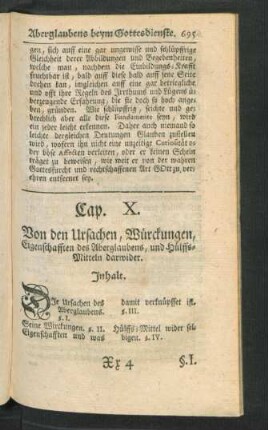 Aberglaubens beym Gottesdienste. 695
gen, sich auff eine gar ungewisse und schlüpffrige
Gleichheit derer Abbildungen und Begebenheiten,
welche man, nachdem die Einbildungs-Krafft
fruchtbar ist, bald auff diese bald auff jene Seite
drehen kan, ingleichen auff eine gar betriegliche
und offt ihre Regeln des Irrthums und Lügens ü-
berzeugende Erfahrung, die sie doch so hoch ange-
ben, gründen. Wie schlüpffrig, seichte und ge-
brechlich aber alle diese Fundamente seyn, wird
ein jeder leicht erkennen. Daher auch niemand so
leichte dergleichen Deutungen Glauben zustellen
wird, wofern ihn nicht eine unzeitige Curiosität o-
der böse Affecten verleiten, oder er seinen Schein
träget zu beweisen, wie weit er von der wahren
Gottesfurcht und rechtschaffenen Art GOtt zu ver-
ehren entferner sey.
Cap. X.
Von den Ursachen, Würckungen,
Eigenschafften des Aberglaubens, und Hülffs-
Mitteln darwider.
Inhalt.
Die Ursachen des
Aberglaubens.
§. I.
Seine Wirckungen. §. II.
Eigenschafften und was
damit verknüpffet ist.
§. III.
Hülffs-Mittel wider sel-
bigen. §. IV.
Xx 4 §. I.